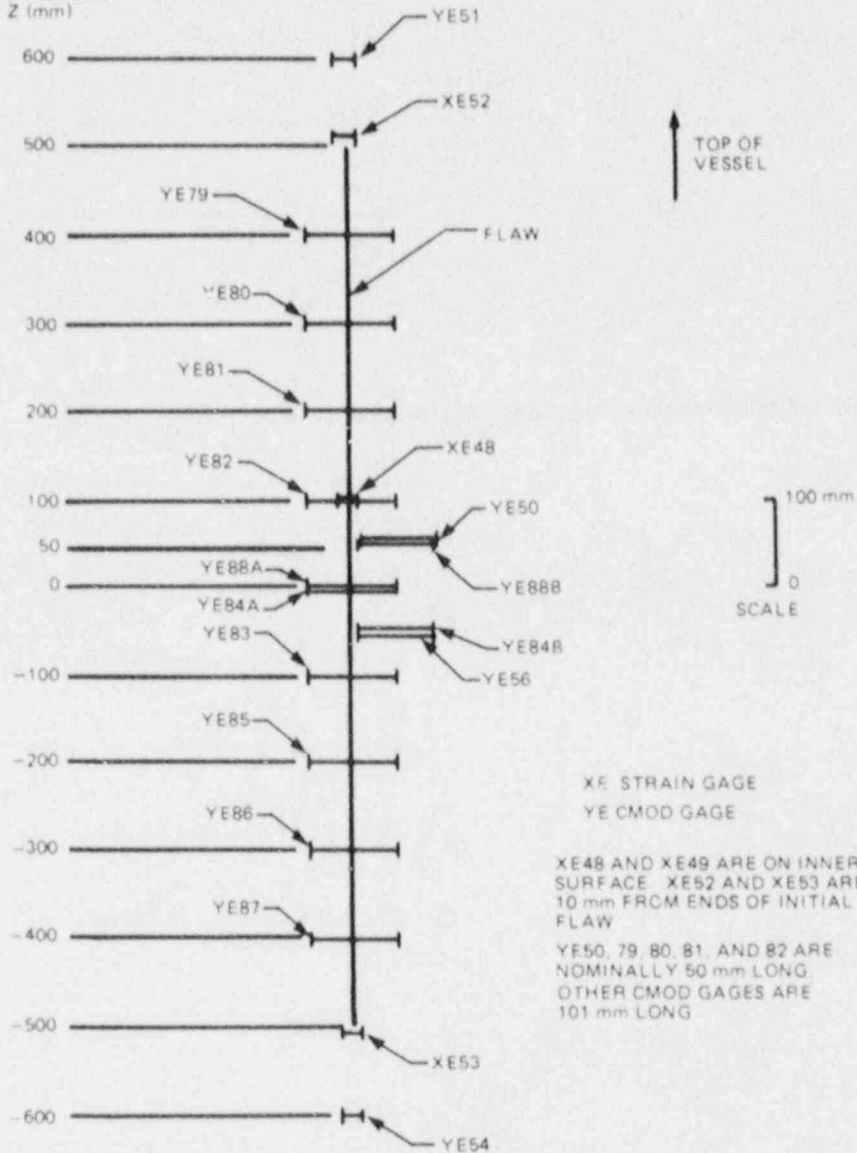 Z (mm)
YE51
600
XE52
500
TOP OF
VESSEL
YE79
400
FLAW
YE80
300
YE81
200
XE48
YE82
100
100 mm
YE50
50
YE88A
YE88B
0
0
YE84A
SCALE
YE83
YE84B
YE56
-100
YE85
-200
XE STRAIN GAGE
YE CMOD GAGE
YE86
-300
XE48 AND XE49 ARE ON INNER
SURFACE. XE52 AND XE53 ARE
10 mm FROM ENDS OF INITIAL
FLAW
YE87
-400
YE50, 79, 80, 81, AND 82 ARE
NOMINALLY 50 mm LONG.
OTHER CMOD GAGES ARE
101 mm LONG
-500
XE53
-600
YE54